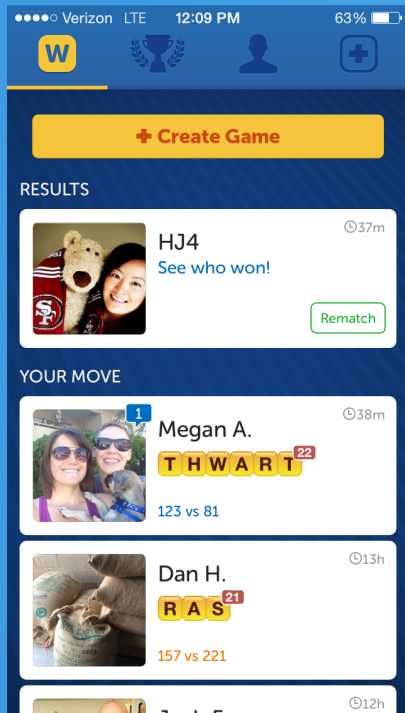 Verizon LTE 12:09 PM 63%
W
+ Create Game
RESULTS
HJ4
37m
See who won!
SF
Rematch
YOUR MOVE
1
Megan A.
38m
THWART 22
123 vs 81
Dan H.
13h
RAS 21
157 vs 221
12h